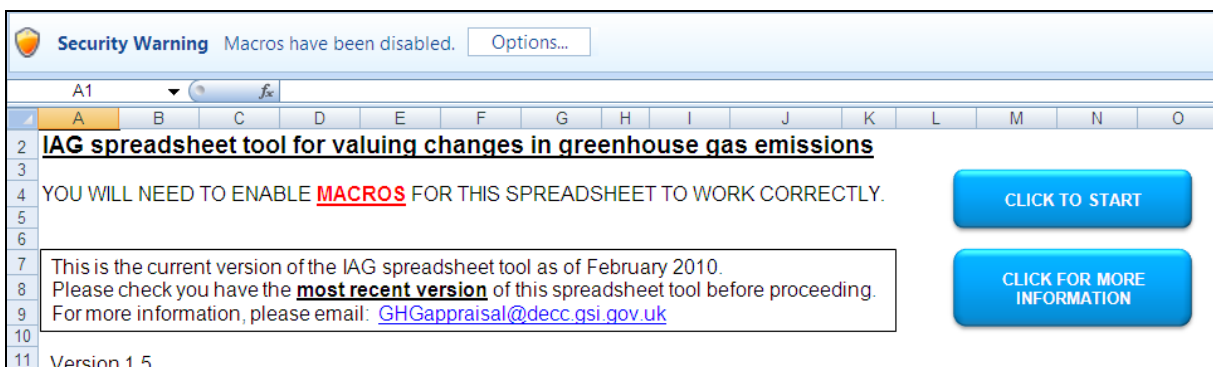 Security Warning Macros have been disabled. Options...
A1 fx
A B C D E F G H I J K L M N O
2 IAG spreadsheet tool for valuing changes in greenhouse gas emissions
3
4 YOU WILL NEED TO ENABLE MACROS FOR THIS SPREADSHEET TO WORK CORRECTLY.
CLICK TO START
5
6
7 This is the current version of the IAG spreadsheet tool as of February 2010.
8 Please check you have the most recent version of this spreadsheet tool before proceeding.
9 For more information, please email: GHGappraisal@decc.gsi.gov.uk
CLICK FOR MORE
INFORMATION
10
11 Version 1.5